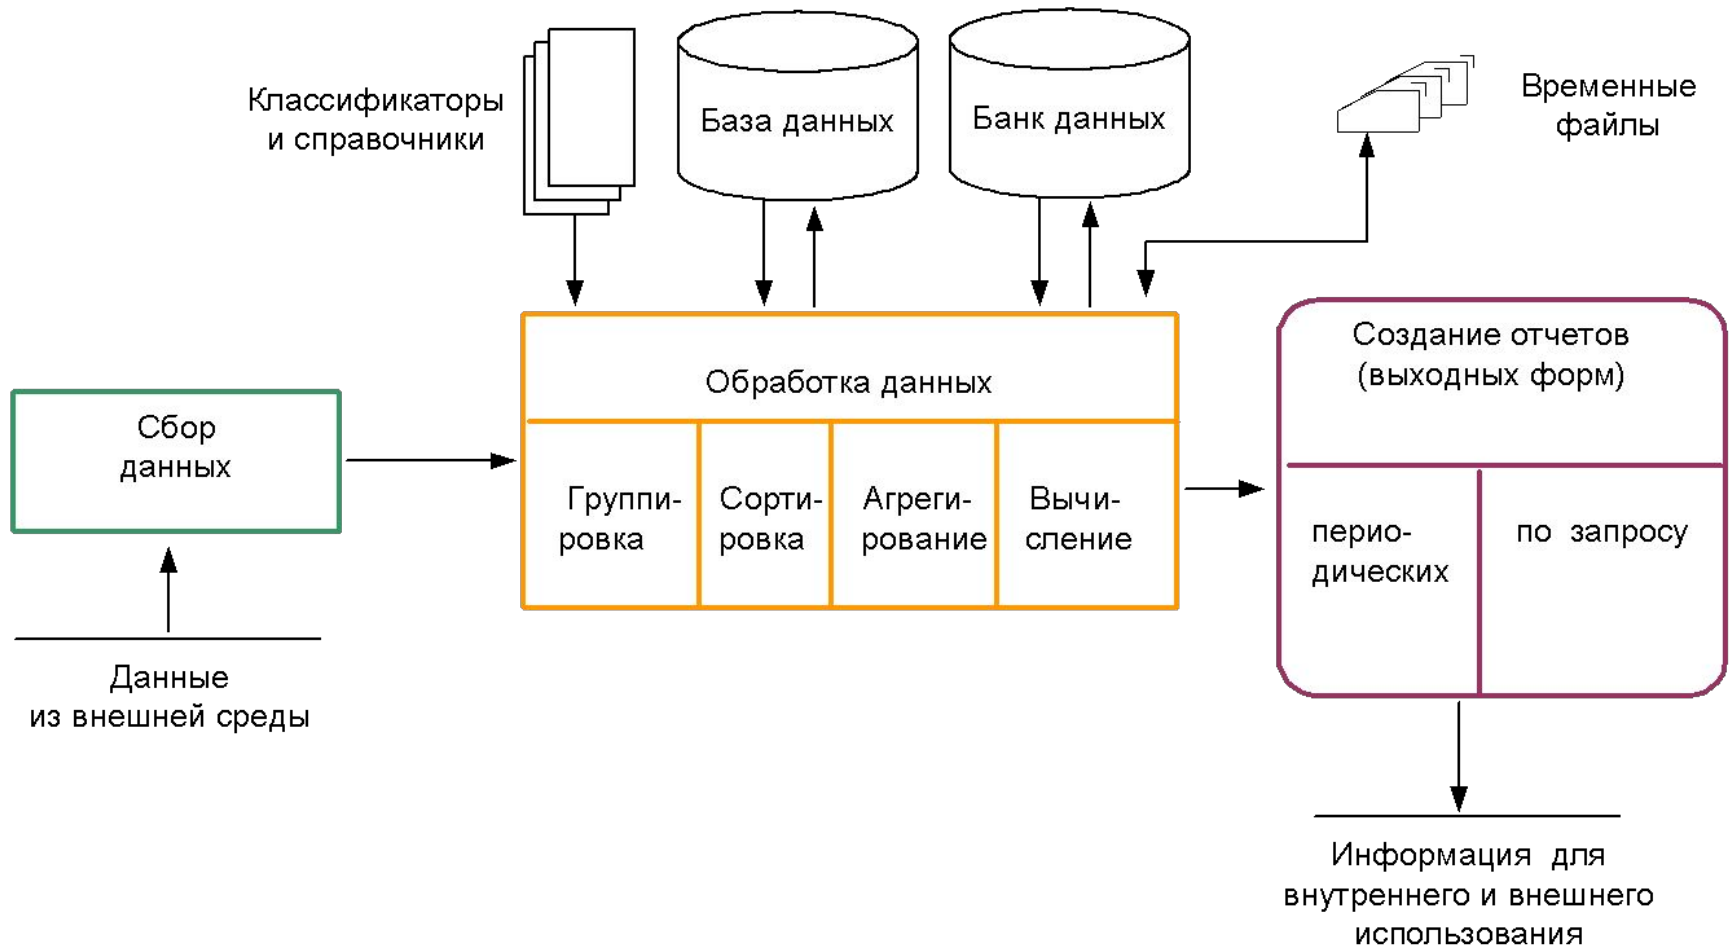 Классификаторы
и справочники
База данных
Банк данных
Временные
файлы
Сбор
данных
Данные
из внешней среды
Обработка данных
Группи-
ровка
Сорти-
ровка
Агреги-
рование
Вычи-
сление
Создание отчетов
(выходных форм)
перио-
дических
по запросу
Информация для
внутреннего и внешнего
использования